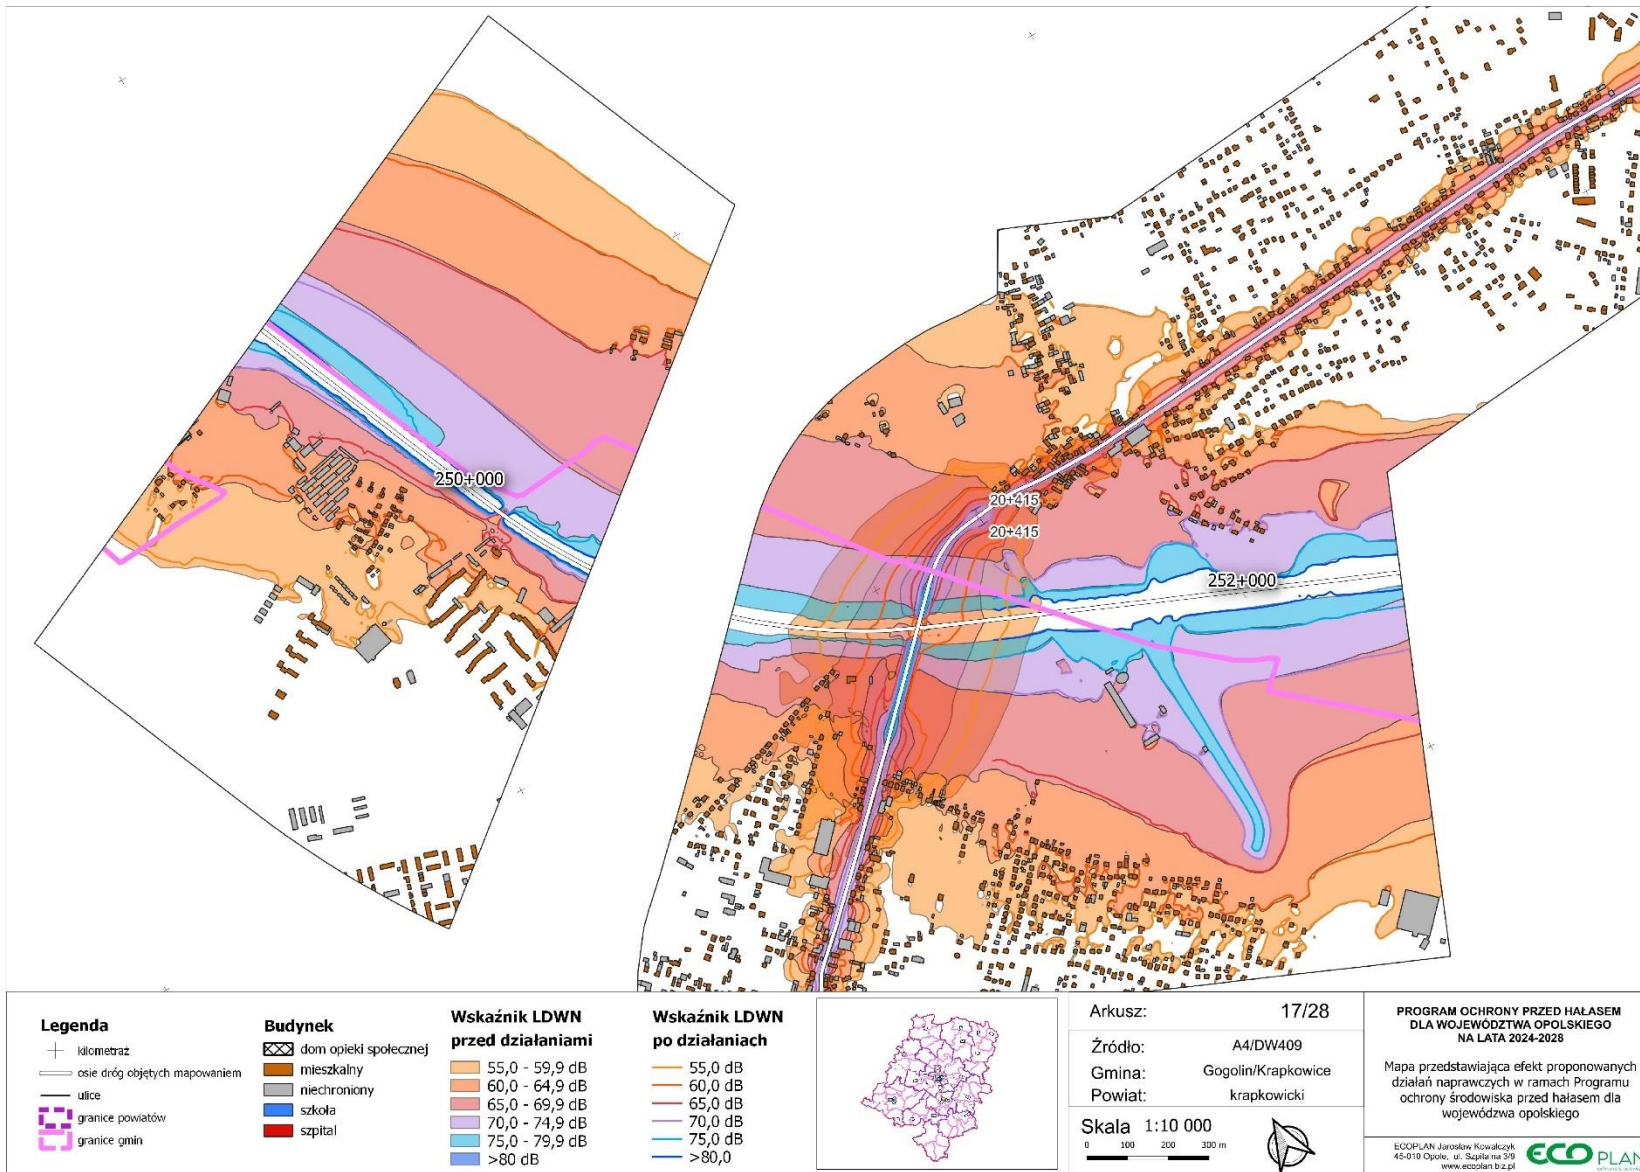 250+000
20+415
20+415
252+000
Legenda
kilometraż
osie dróg objętych mapowaniem
ulice
granice powiatów
granice gmin
Budynek
dom opieki społecznej
mieszkalny
niechroniony
szkoła
szpital
Wskaźnik LDWN
przed działaniami
55,0 - 59,9 dB
60,0 - 64,9 dB
65,0 - 69,9 dB
70,0 - 74,9 dB
75,0 - 79,9 dB
>80 dB
Wskaźnik LDWN
po działaniach
55,0 dB
60,0 dB
65,0 dB
70,0 dB
75,0 dB
>80,0
Arkusz: 17/28
Źródło: A4/DW409
Gmina: Gogolin/Krapkowice
Powiat: krapkowicki
Skala 1:10 000
0 100 200 300 m
PROGRAM OCHRONY PRZED HAŁASEM
DLA WOJEWÓDZTWA OPOLSKIEGO
NA LATA 2024-2028
Mapa przedstawiająca efekt proponowanych
działań naprawczych w ramach Programu
ochrony środowiska przed hałasem dla
województwa opolskiego
ECOPLAN Jarosław Kowalczyk
45-010 Opole, ul. Szpitalna 3/9
www.ecoplan.biz.pl
ECO PLAN